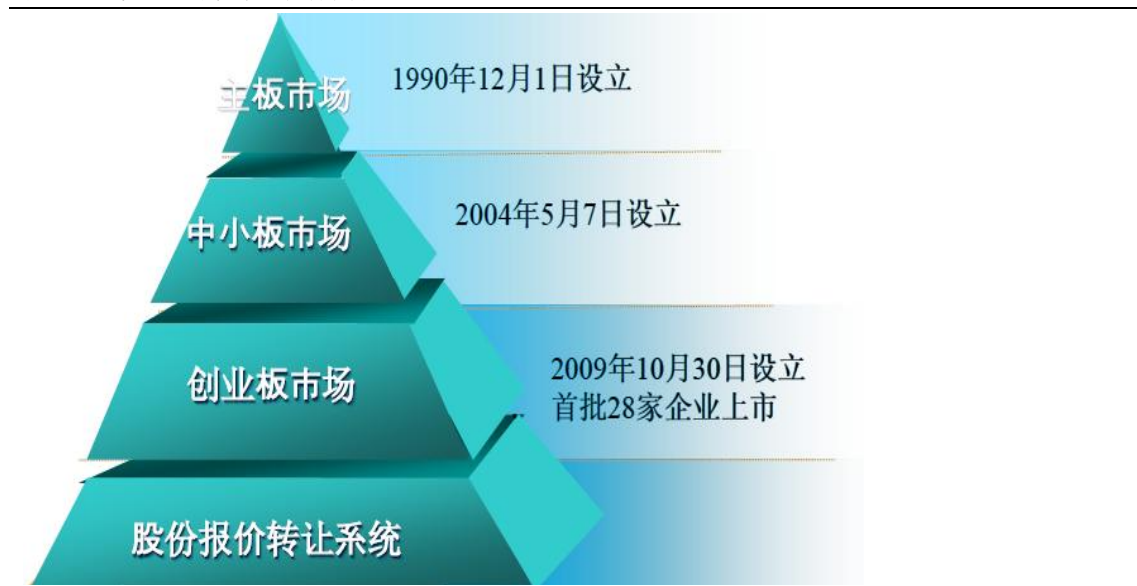 主板市场
1990年12月1日设立
中小板市场
2004年5月7日设立
创业板市场
2009年10月30日设立
首批28家企业上市
股份报价转让系统